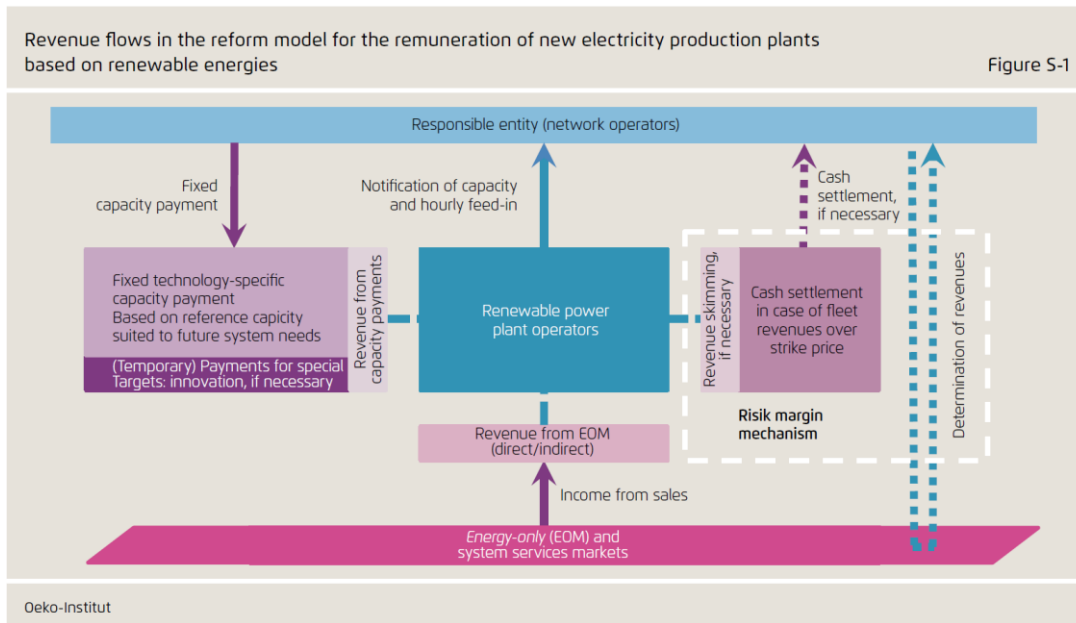 Revenue flows in the reform model for the remuneration of new electricity production plants
based on renewable energies
Figure S-1
Responsible entity (network operators)
Fixed
capacity payment
Notification of capacity
and hourly feed-in
Cash
settlement,
if necessary
Fixed technology-specific
capacity payment
Based on reference capicity
suited to future system needs
(Temporary) Payments for special
Targets: innovation, if necessary
Revenue from
capacity payments
Renewable power
plant operators
Revenue skimming,
if necessary
Cash settlement
in case of fleet
revenues over
strike price
Risik margin
mechanism
Determination of revenues
Revenue from EOM
(direct/indirect)
Income from sales
Energy-only (EOM) and
system services markets
Oeko-Institut